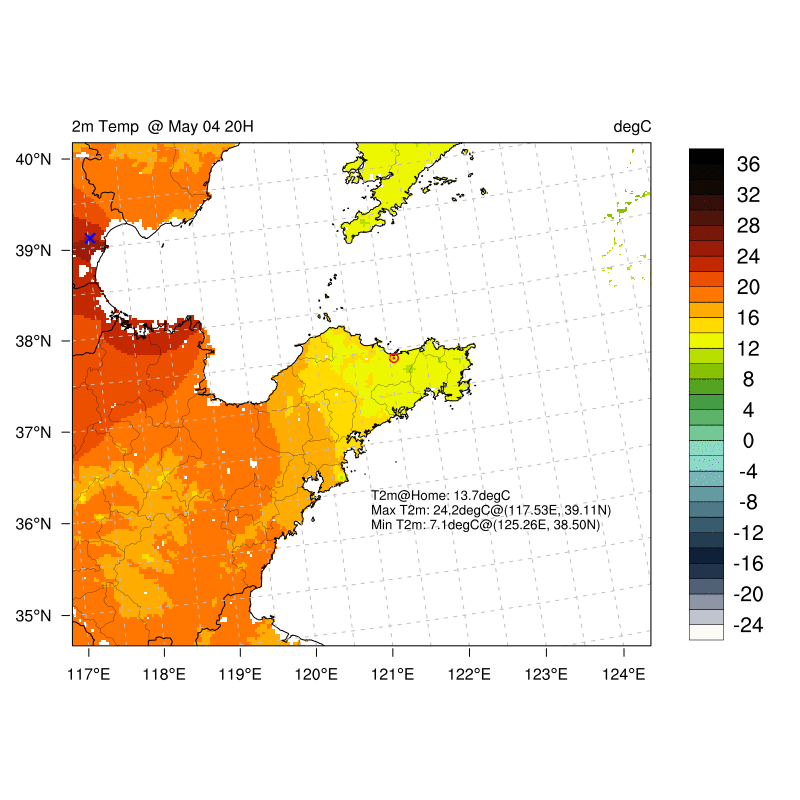 2m Temp @ May 04 20H
degC
40°N
39°N
38°N
37°N
36°N
35°N
117°E
118°E
119°E
120°E
121°E
122°E
123°E
124°E
T2m@Home: 13.7degC
Max T2m: 24.2degC@(117.53E, 39.11N)
Min T2m: 7.1degC@(125.26E, 38.50N)
36
32
28
24
20
16
12
8
4
0
-4
-8
-12
-16
-20
-24